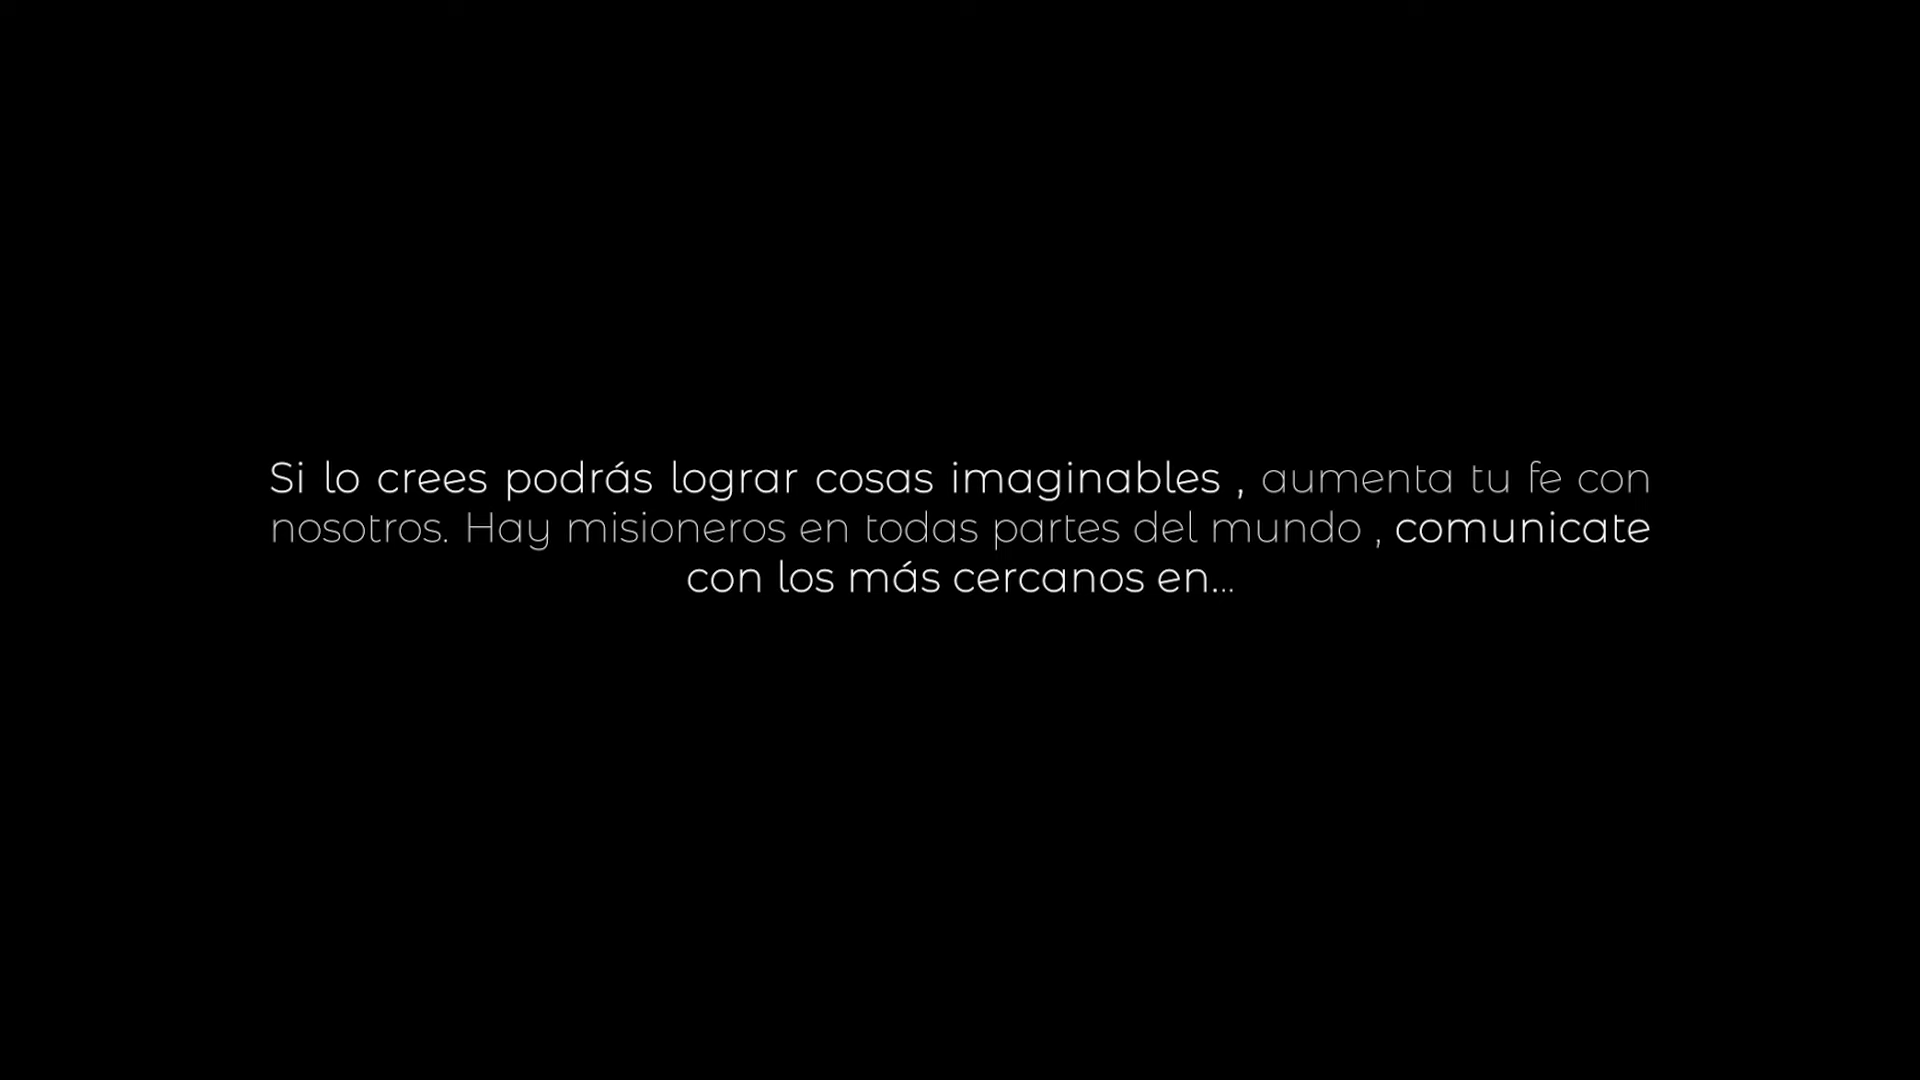 Si lo crees podrás lograr cosas imaginables , aumenta tu fe con
nosotros. Hay misioneros en todas partes del mundo , comunicate
con los más cercanos en...